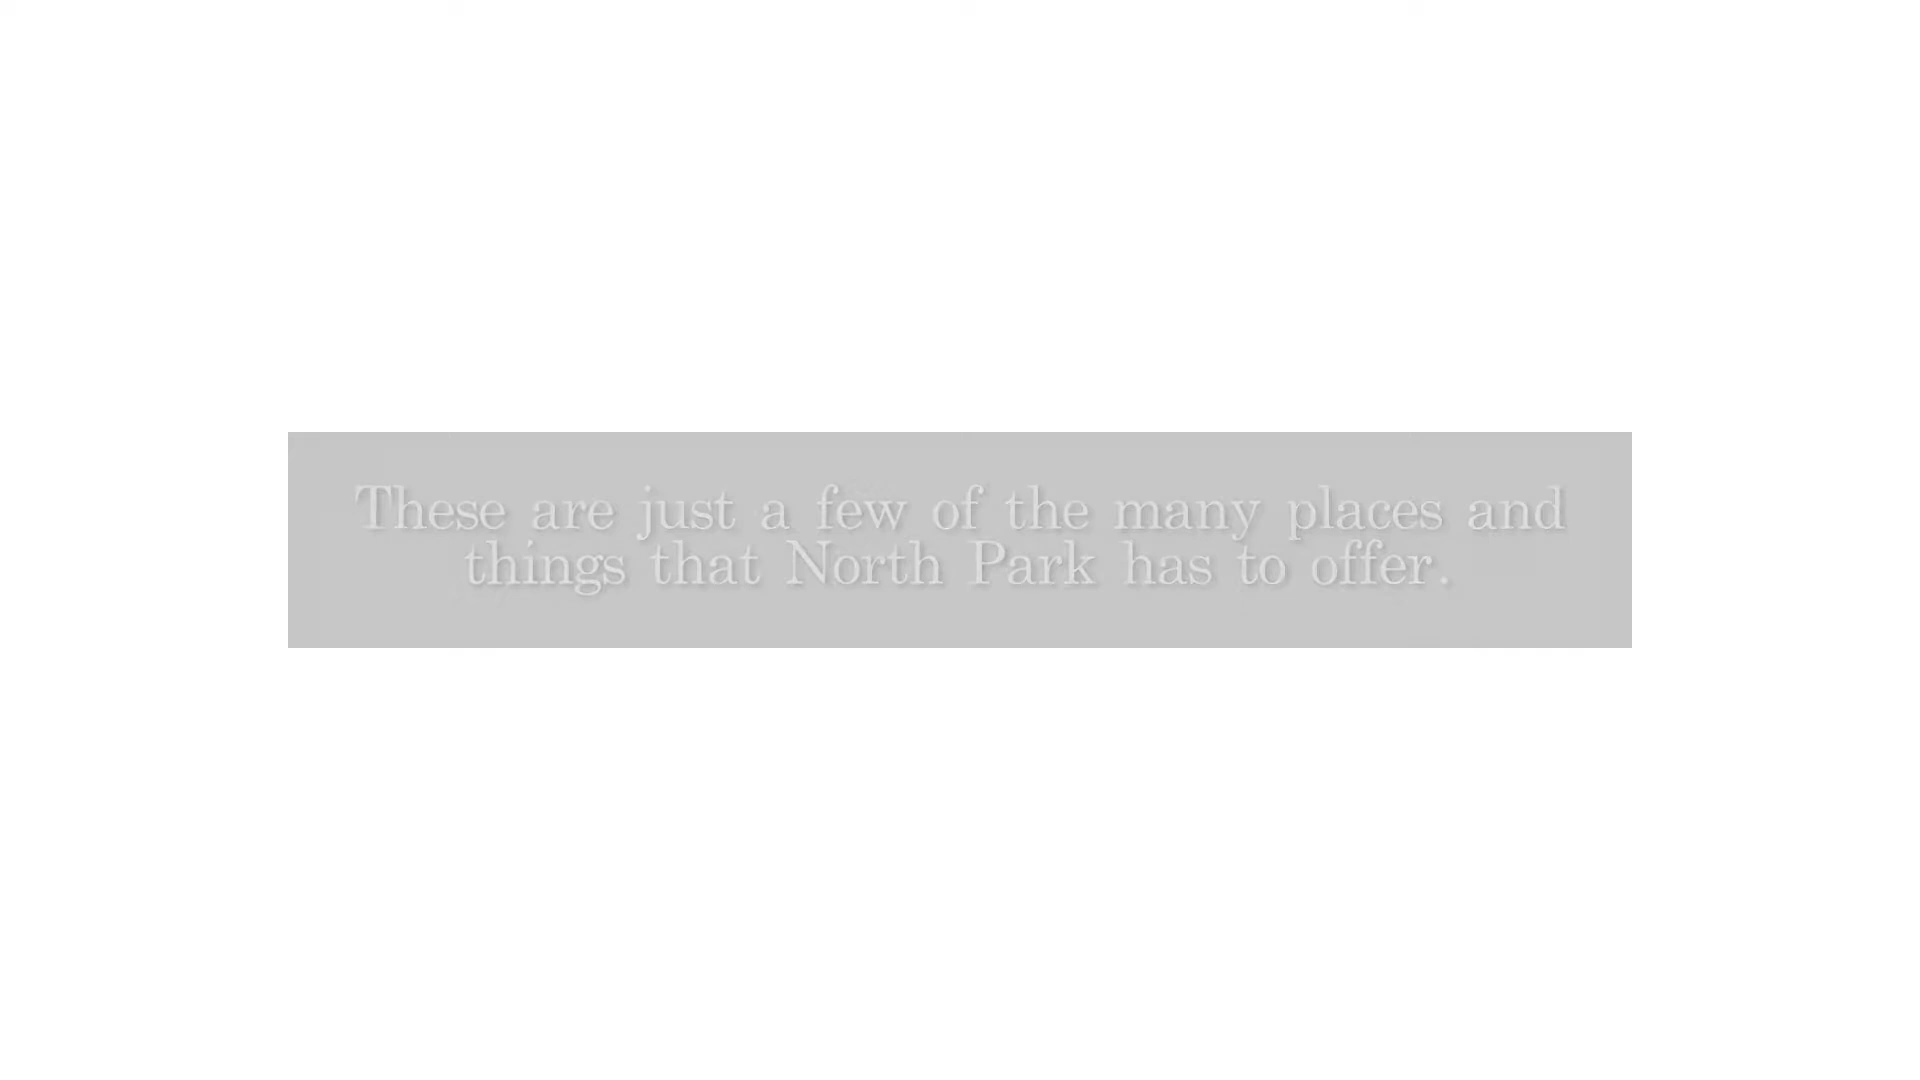 These are just a few of the many places and
things that North Park has to offer.